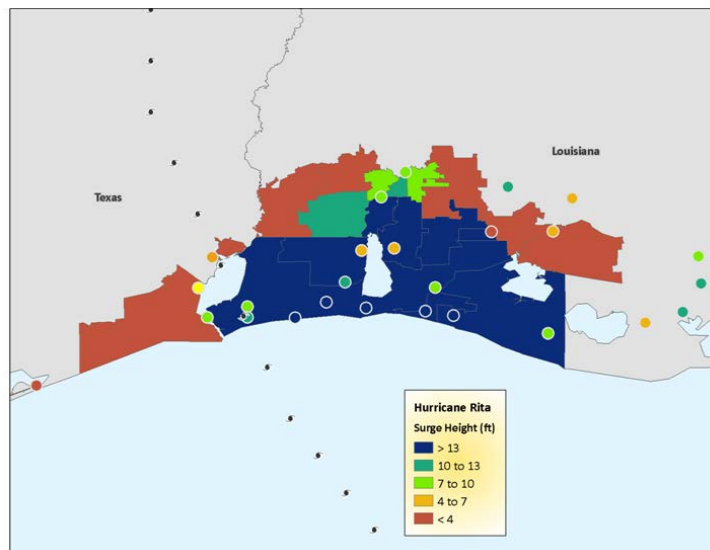 Louisiana
Texas
Hurricane Rita
Surge Height (ft)
> 13
10 to 13
7 to 10
4 to 7
< 4